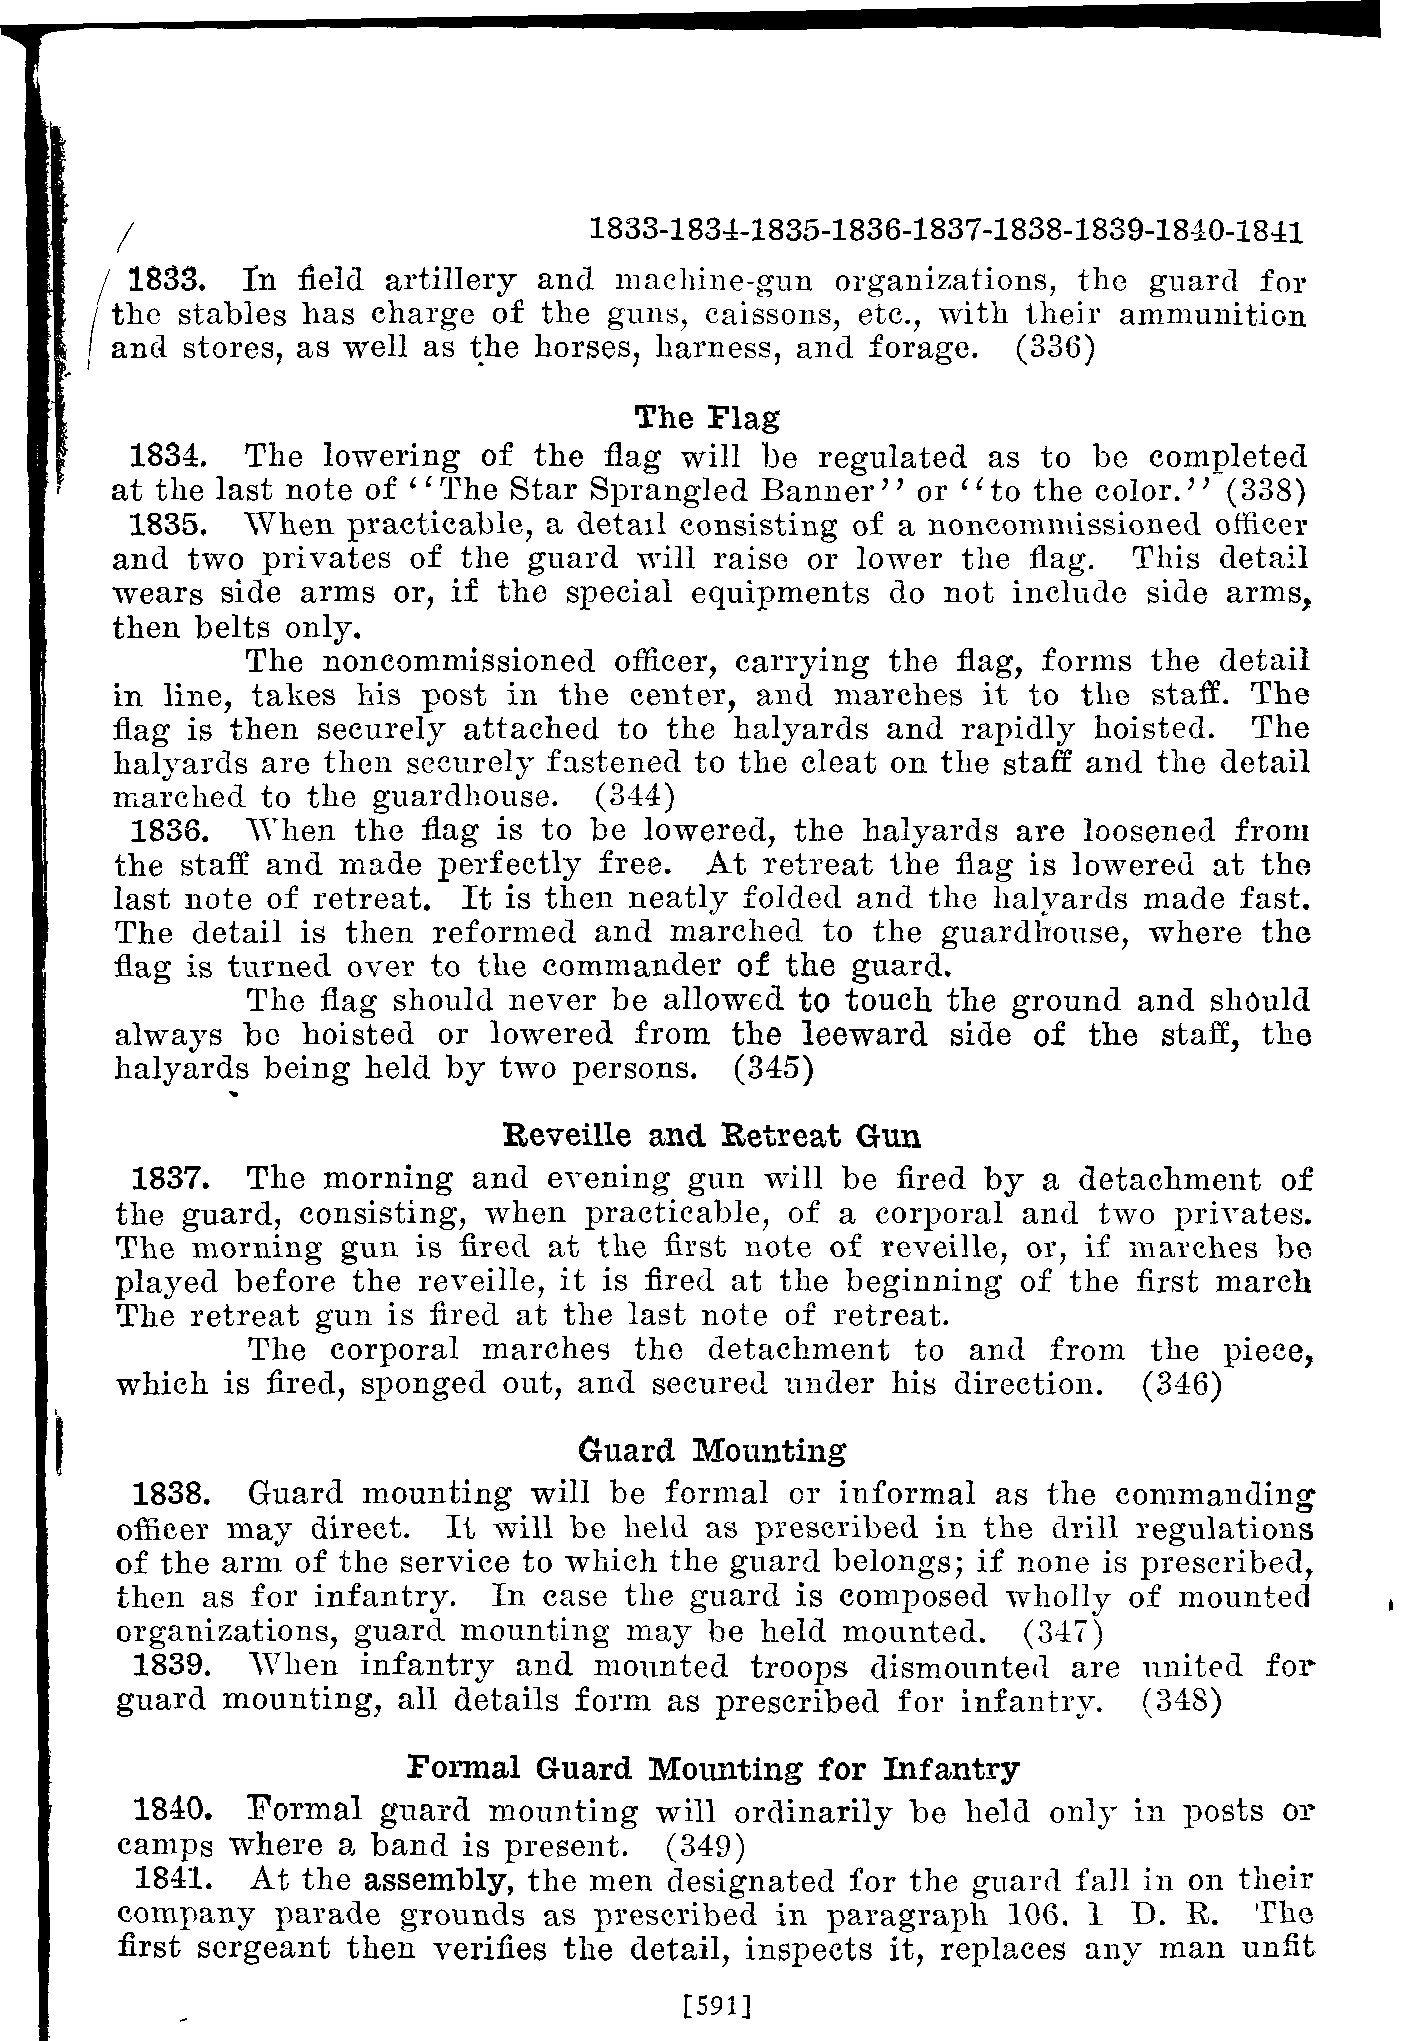 1833-1834-1835-1836-1837-1838-1839-1840-1841
1833. In field artillery and machine-gun organizations, the guard for
the stables has charge of the guns, caissons, etc., with their ammunition
and stores, as well as the horses, harness, and forage. (336)
The Flag
1834. The lowering of the flag will be regulated as to be completed
at the last note of ‘‘The Star Sprangled Banner’’ or ‘‘to the color.’’ (338)
1835. When practicable, a detail consisting of a noncommissioned officer
and two privates of the guard will raise or lower the flag. This detail
wears side arms or, if the special equipments do not include side arms,
then belts only.
The noncommissioned officer, carrying the flag, forms the detail
in line, takes his post in the center, and marches it to the staff. The
flag is then securely attached to the halyards and rapidly hoisted. The
halyards are then securely fastened to the cleat on the staff and the detail
marched to the guardhouse. (344)
1836. When the flag is to be lowered, the halyards are loosened from
the staff and made perfectly free. At retreat the flag is lowered at the
last note of retreat. It is then neatly folded and the halyards made fast.
The detail is then reformed and marched to the guardhouse, where the
flag is turned over to the commander of the guard.
The flag should never be allowed to touch the ground and should
always be hoisted or lowered from the leeward side of the staff, the
halyards being held by two persons. (345)
Reveille and Retreat Gun
1837. The morning and evening gun will be fired by a detachment of
the guard, consisting, when practicable, of a corporal and two privates.
The morning gun is fired at the first note of reveille, or, if marches be
played before the reveille, it is fired at the beginning of the first march
The retreat gun is fired at the last note of retreat.
The corporal marches the detachment to and from the piece,
which is fired, sponged out, and secured under his direction. (346)
Guard Mounting
1838. Guard mounting will be formal or informal as the commanding
officer may direct. It will be held as prescribed in the drill regulations
of the arm of the service to which the guard belongs; if none is prescribed,
then as for infantry. In case the guard is composed wholly of mounted
organizations, guard mounting may be held mounted. (347)
1839. When infantry and mounted troops dismounted are united for
guard mounting, all details form as prescribed for infantry. (348)
Formal Guard Mounting for Infantry
1840. Formal guard mounting will ordinarily be held only in posts or
camps where a band is present. (349)
1841. At the assembly, the men designated for the guard fall in on their
company parade grounds as prescribed in paragraph 106. 1 D. R. The
first sergeant then verifies the detail, inspects it, replaces any man unfit
[591]